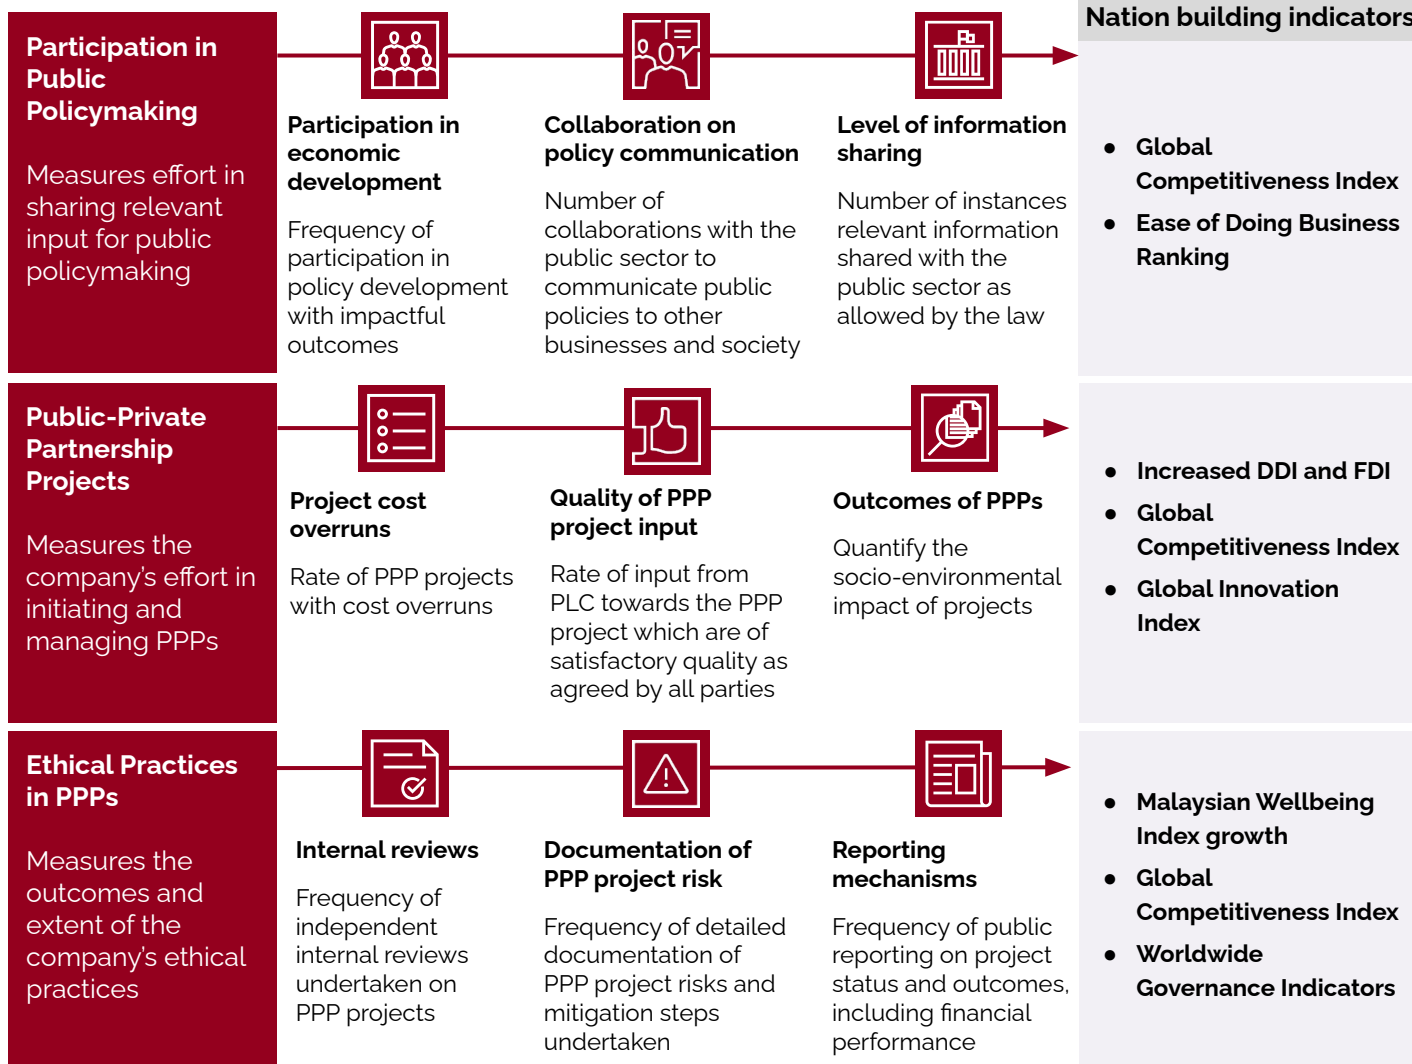 Nation building indicators
Participation in
Public
Policymaking
Measures effort in
sharing relevant
input for public
policymaking
Participation in
economic
development
Frequency of
participation in
policy development
with impactful
outcomes
Collaboration on
policy communication
Number of
collaborations with the
public sector to
communicate public
policies to other
businesses and society
Level of information
sharing
Number of instances
relevant information
shared with the
public sector as
allowed by the law
● Global
Competitiveness Index
● Ease of Doing Business
Ranking
Public-Private
Partnership
Projects
Measures the
company's effort in
initiating and
managing PPPs
Project cost
overruns
Rate of PPP projects
with cost overruns
Quality of PPP
project input
Rate of input from
PLC towards the PPP
project which are of
satisfactory quality as
agreed by all parties
Outcomes of PPPs
Quantify the
socio-environmental
impact of projects
● Increased DDI and FDI
● Global
Competitiveness Index
● Global Innovation
Index
Ethical Practices
in PPPs
Measures the
outcomes and
extent of the
company's ethical
practices
Internal reviews
Frequency of
independent
internal reviews
undertaken on
PPP projects
Documentation of
PPP project risk
Frequency of detailed
documentation of
PPP project risks and
mitigation steps
undertaken
Reporting
mechanisms
Frequency of public
reporting on project
status and outcomes,
including financial
performance
● Malaysian Wellbeing
Index growth
● Global
Competitiveness Index
● Worldwide
Governance Indicators